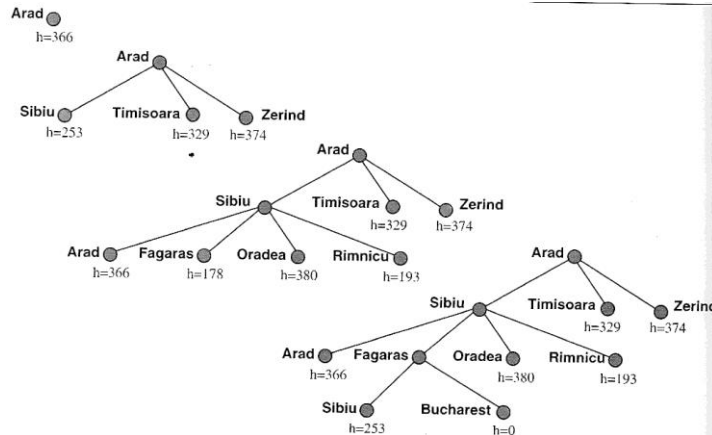 Arad
h=366
Arad
Sibiu Timisoara Zerind
h=253 h=329 h=374
Arad
Sibiu Timisoara Zerind
h=329 h=374
Arad Fagaras Oradea Rimnicu
h=366 h=178 h=380 h=193
Arad
Sibiu Timisoara Zerind
h=329 h=374
Arad Fagaras Oradea Rimnicu
h=366 h=380 h=193
Sibiu Bucharest
h=253 h=0